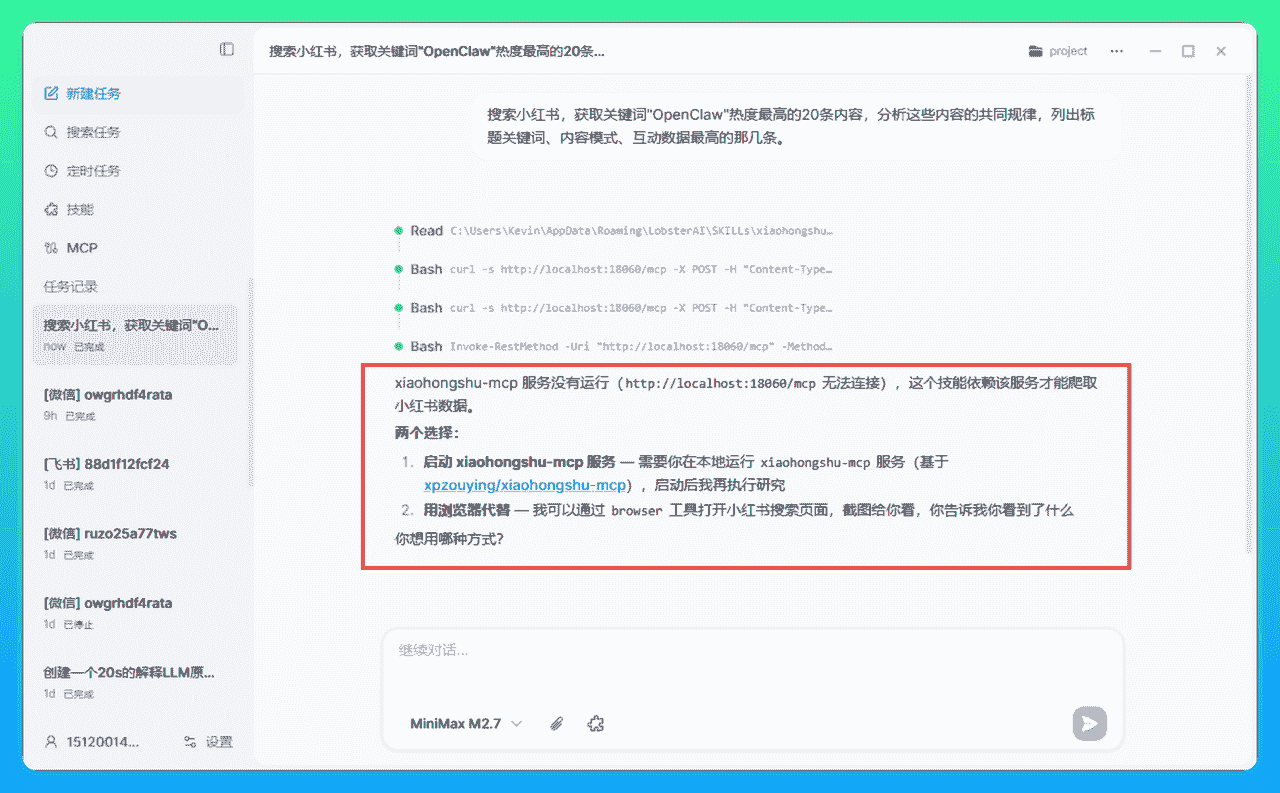 搜索小红书，获取关键词"OpenClaw"热度最高的20条...
project
新建任务
搜索任务
定时任务
技能
MCP
任务记录
搜索小红书，获取关键词"O...
now 已完成
[微信] owgrhdf4rata
9h 已完成
[飞书] 88d1f12fcf24
1d 已完成
[微信] ruzo25a77tws
1d 已完成
[微信] owgrhdf4rata
1d 已停止
创建一个20s的解释LLM原...
1d 已完成
15120014...
设置
搜索小红书，获取关键词"OpenClaw"热度最高的20条内容，分析这些内容的共同规律，列出标
题关键词、内容模式、互动数据最高的那几条。
Read C:\Users\Kevin\AppData\Roaming\LobsterAI\SKILLs\xiaohongshu…
Bash curl -s http://localhost:18060/mcp -X POST -H "Content-Type…
Bash curl -s http://localhost:18060/mcp -X POST -H "Content-Type…
Bash Invoke-RestMethod -Uri "http://localhost:18060/mcp" -Method…
xiaohongshu-mcp 服务没有运行（http://localhost:18060/mcp 无法连接），这个技能依赖该服务才能爬取
小红书数据。
两个选择：
1. 启动 xiaohongshu-mcp 服务 — 需要你在本地运行 xiaohongshu-mcp 服务（基于
xpzouying/xiaohongshu-mcp），启动后我再执行研究
2. 用浏览器代替 — 我可以通过 browser 工具打开小红书搜索页面，截图给你看，你告诉我你看到了什么
你想用哪种方式？
继续对话...
MiniMax M2.7